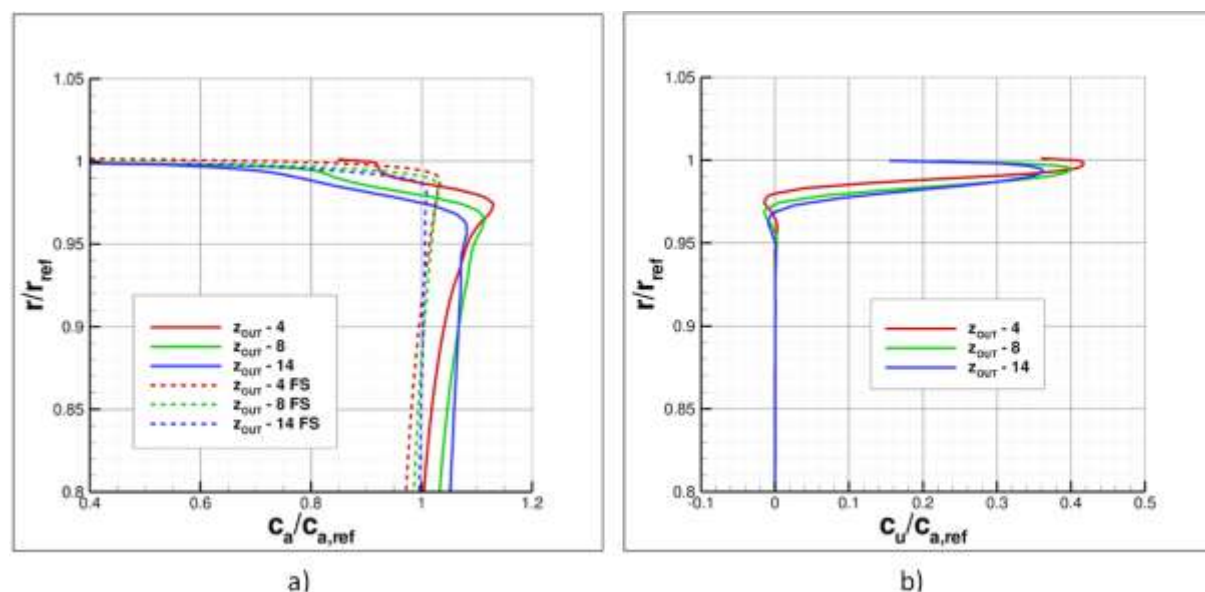 1.05
1
0.95
0.9
0.85
0.8
r/r_ref
z_OUT - 4
z_OUT - 8
z_OUT - 14
z_OUT - 4 FS
z_OUT - 8 FS
z_OUT - 14 FS
0.4 0.6 0.8 1 1.2
c_a/c_a,ref
a)
1.05
1
0.95
0.9
0.85
0.8
r/r_ref
z_OUT - 4
z_OUT - 8
z_OUT - 14
-0.1 0 0.1 0.2 0.3 0.4 0.5
c_u/c_a,ref
b)